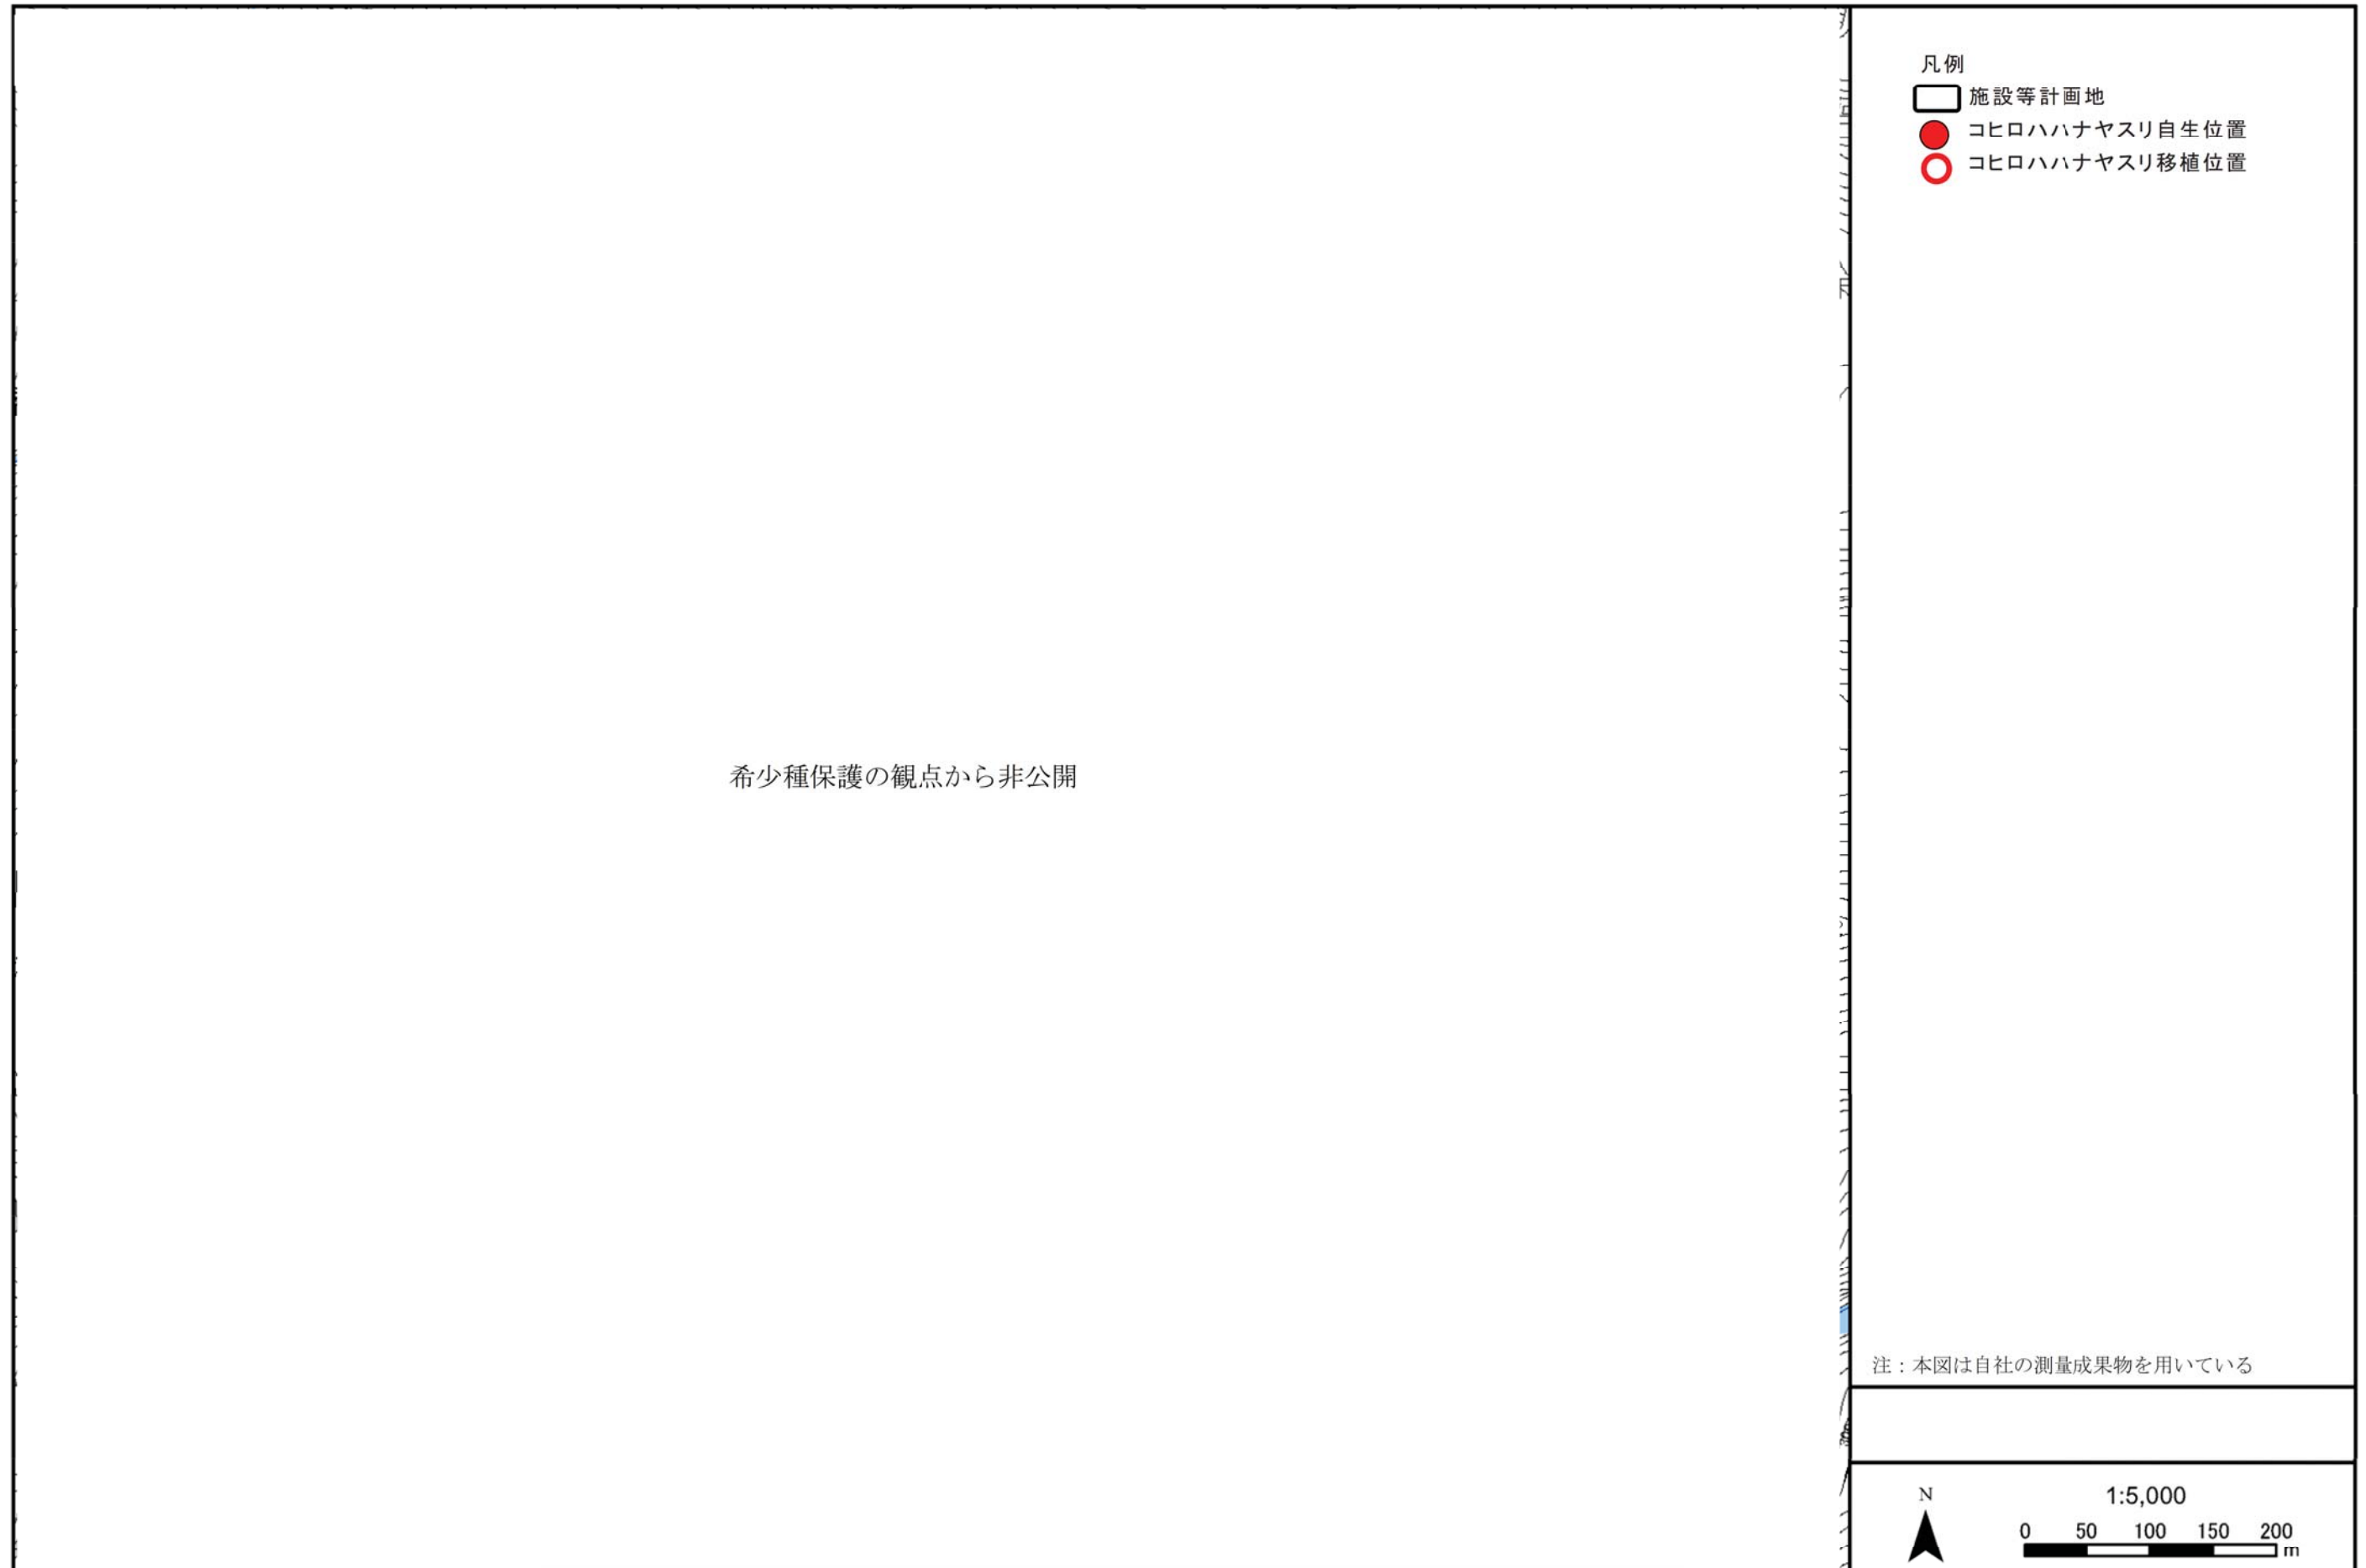 凡例
施設等計画地
コヒロハハナヤスリ自生位置
コヒロハハナヤスリ移植位置
希少種保護の観点から非公開
注：本図は自社の測量成果物を用いている
N
1:5,000
0 50 100 150 200
m